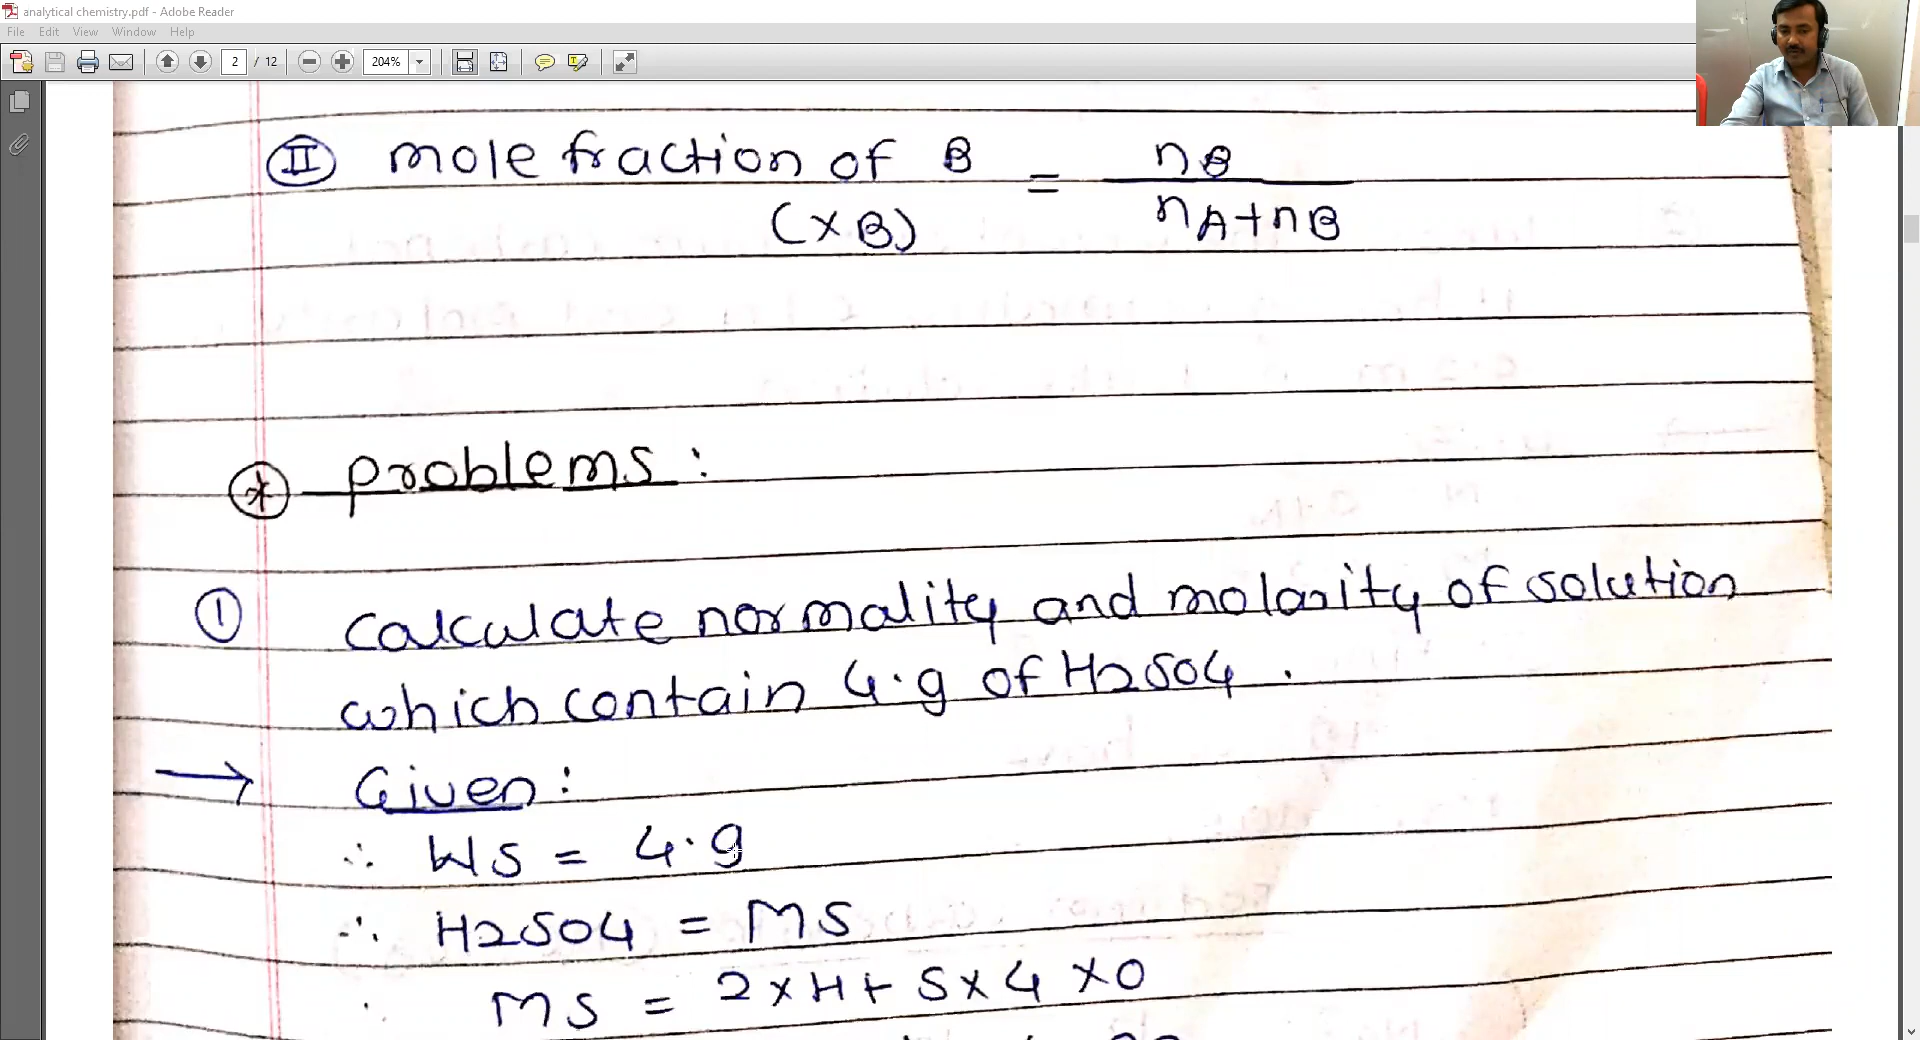 analytical chemistry.pdf - Adobe Reader
File Edit View Window Help
2 / 12 204%
II mole fraction of B = nB
(XB) nA+nB
* problems :
1 calculate normality and molarity of solution
which contain 4.g of H2SO4 .
→ Given :
∴ WS = 4.g
∴ H2SO4 = MS
MS = 2 x H + S x 4 x O